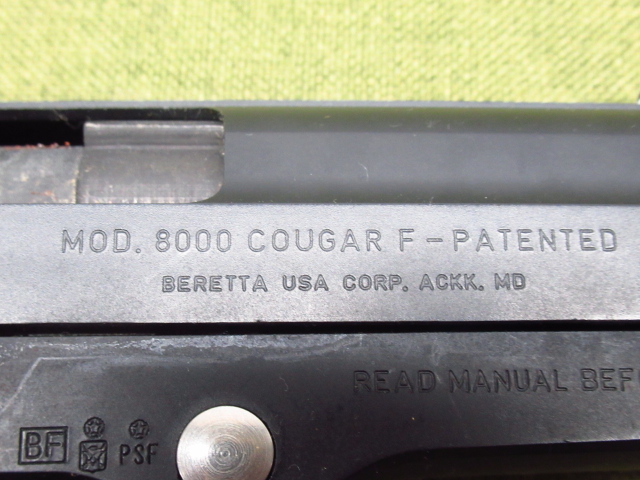 MOD. 8000 COUGAR F-PATENTED
BERETTA USA CORP. ACKK. MD
READ MANUAL BEF
BF
PSF